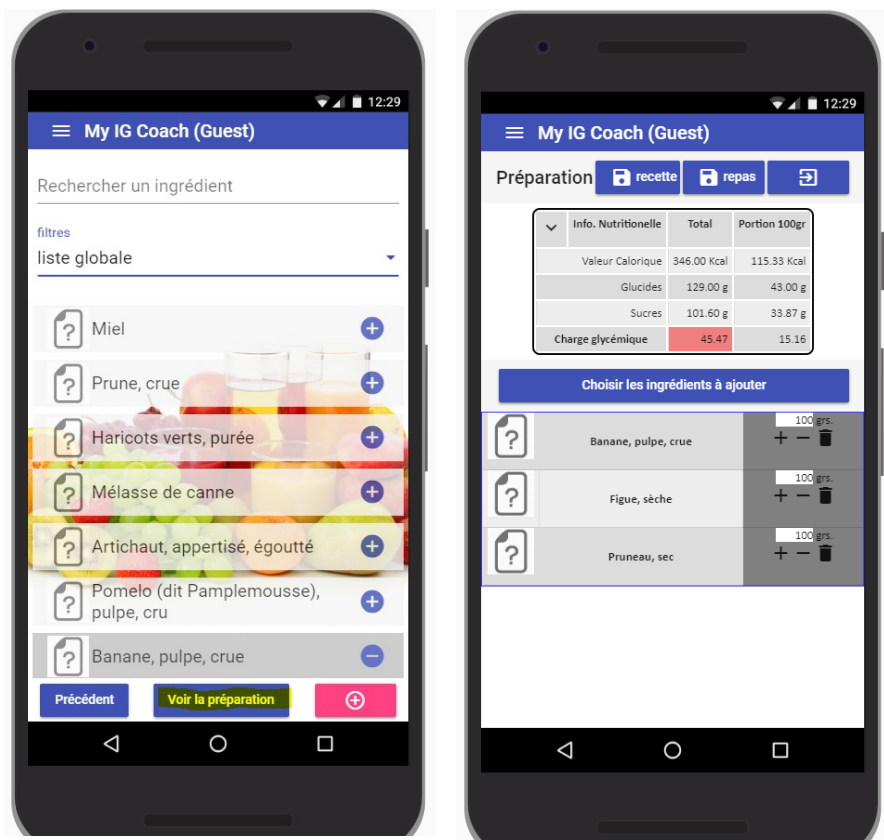 12:29
My IG Coach (Guest)
Rechercher un ingrédient
filtres
liste globale
Miel
Prune, crue
Haricots verts, purée
Mélasse de canne
Artichaut, appertisé, égoutté
Pomelo (dit Pamplemousse),
pulpe, cru
Banane, pulpe, crue
Précédent Voir la préparation
12:29
My IG Coach (Guest)
Préparation recette repas
Info. Nutritionelle Total Portion 100gr
Valeur Calorique 346.00 Kcal 115.33 Kcal
Glucides 129.00 g 43.00 g
Sucres 101.60 g 33.87 g
Charge glycémique 45.47 15.16
Choisir les ingrédients à ajouter
100 grs.
Banane, pulpe, crue
100 grs.
Figue, sèche
100 grs.
Pruneau, sec